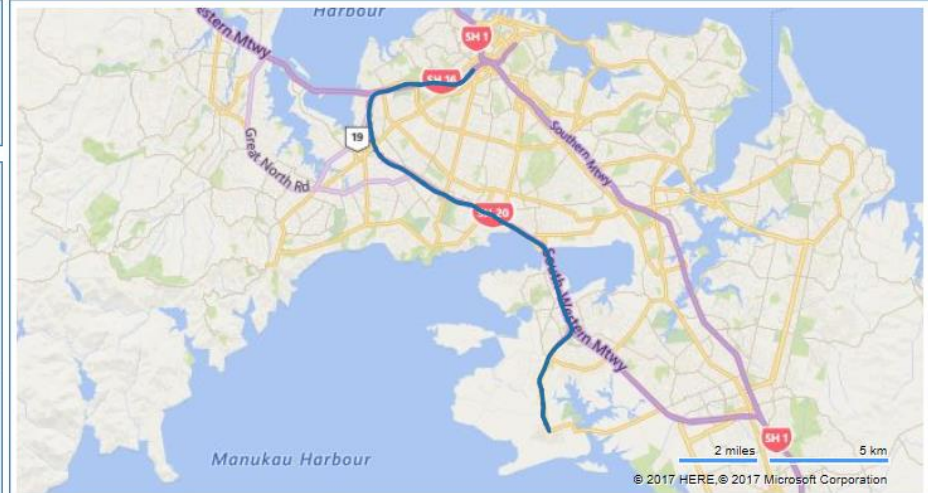 Harbour
estern Mtwy
SH 1
SH 16
19
Great North Rd
Southern Mtwy
SH 20
South Western Mtwy
SH 1
2 miles
5 km
Manukau Harbour
© 2017 HERE,© 2017 Microsoft Corporation